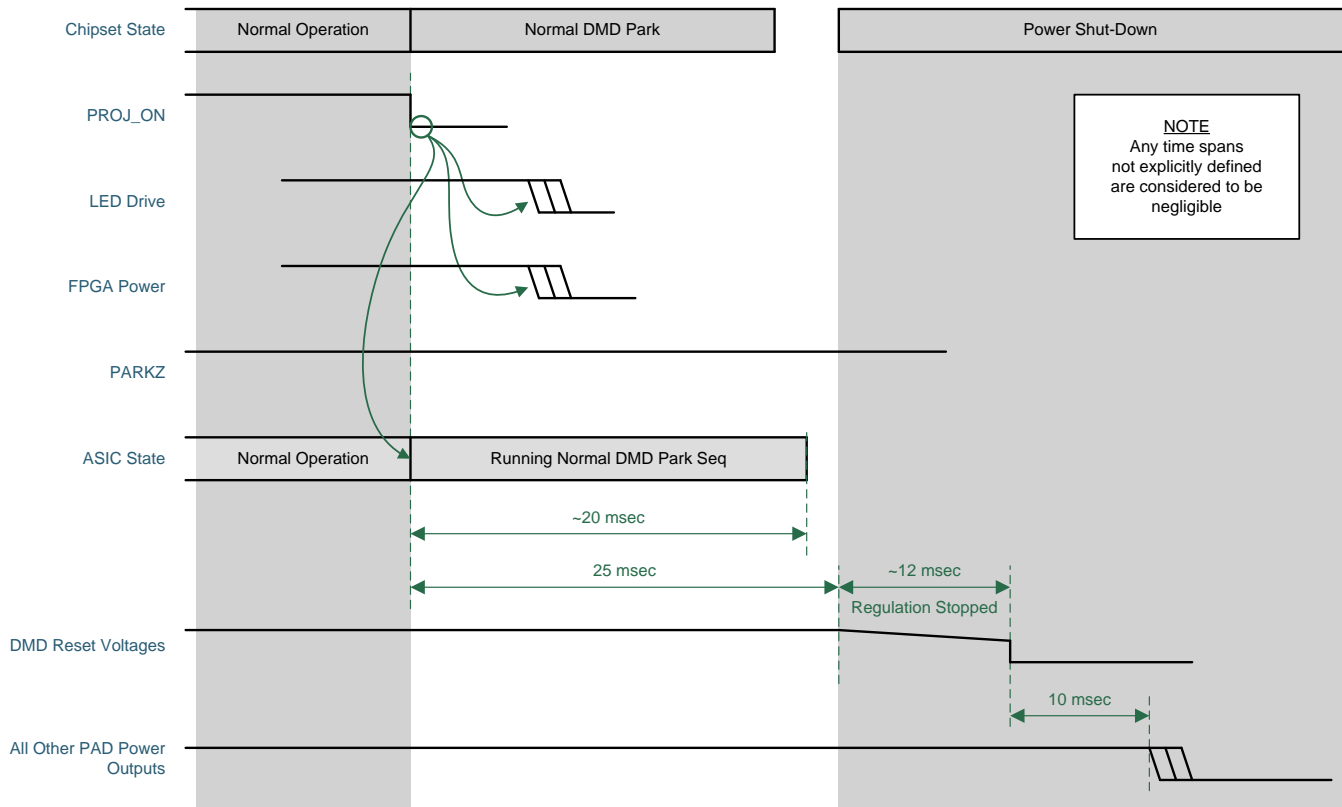 Chipset State
Normal Operation
Normal DMD Park
Power Shut-Down
PROJ_ON
NOTE
Any time spans
not explicitly defined
are considered to be
negligible
LED Drive
FPGA Power
PARKZ
ASIC State
Normal Operation
Running Normal DMD Park Seq
~20 msec
25 msec
~12 msec
Regulation Stopped
DMD Reset Voltages
10 msec
All Other PAD Power
Outputs